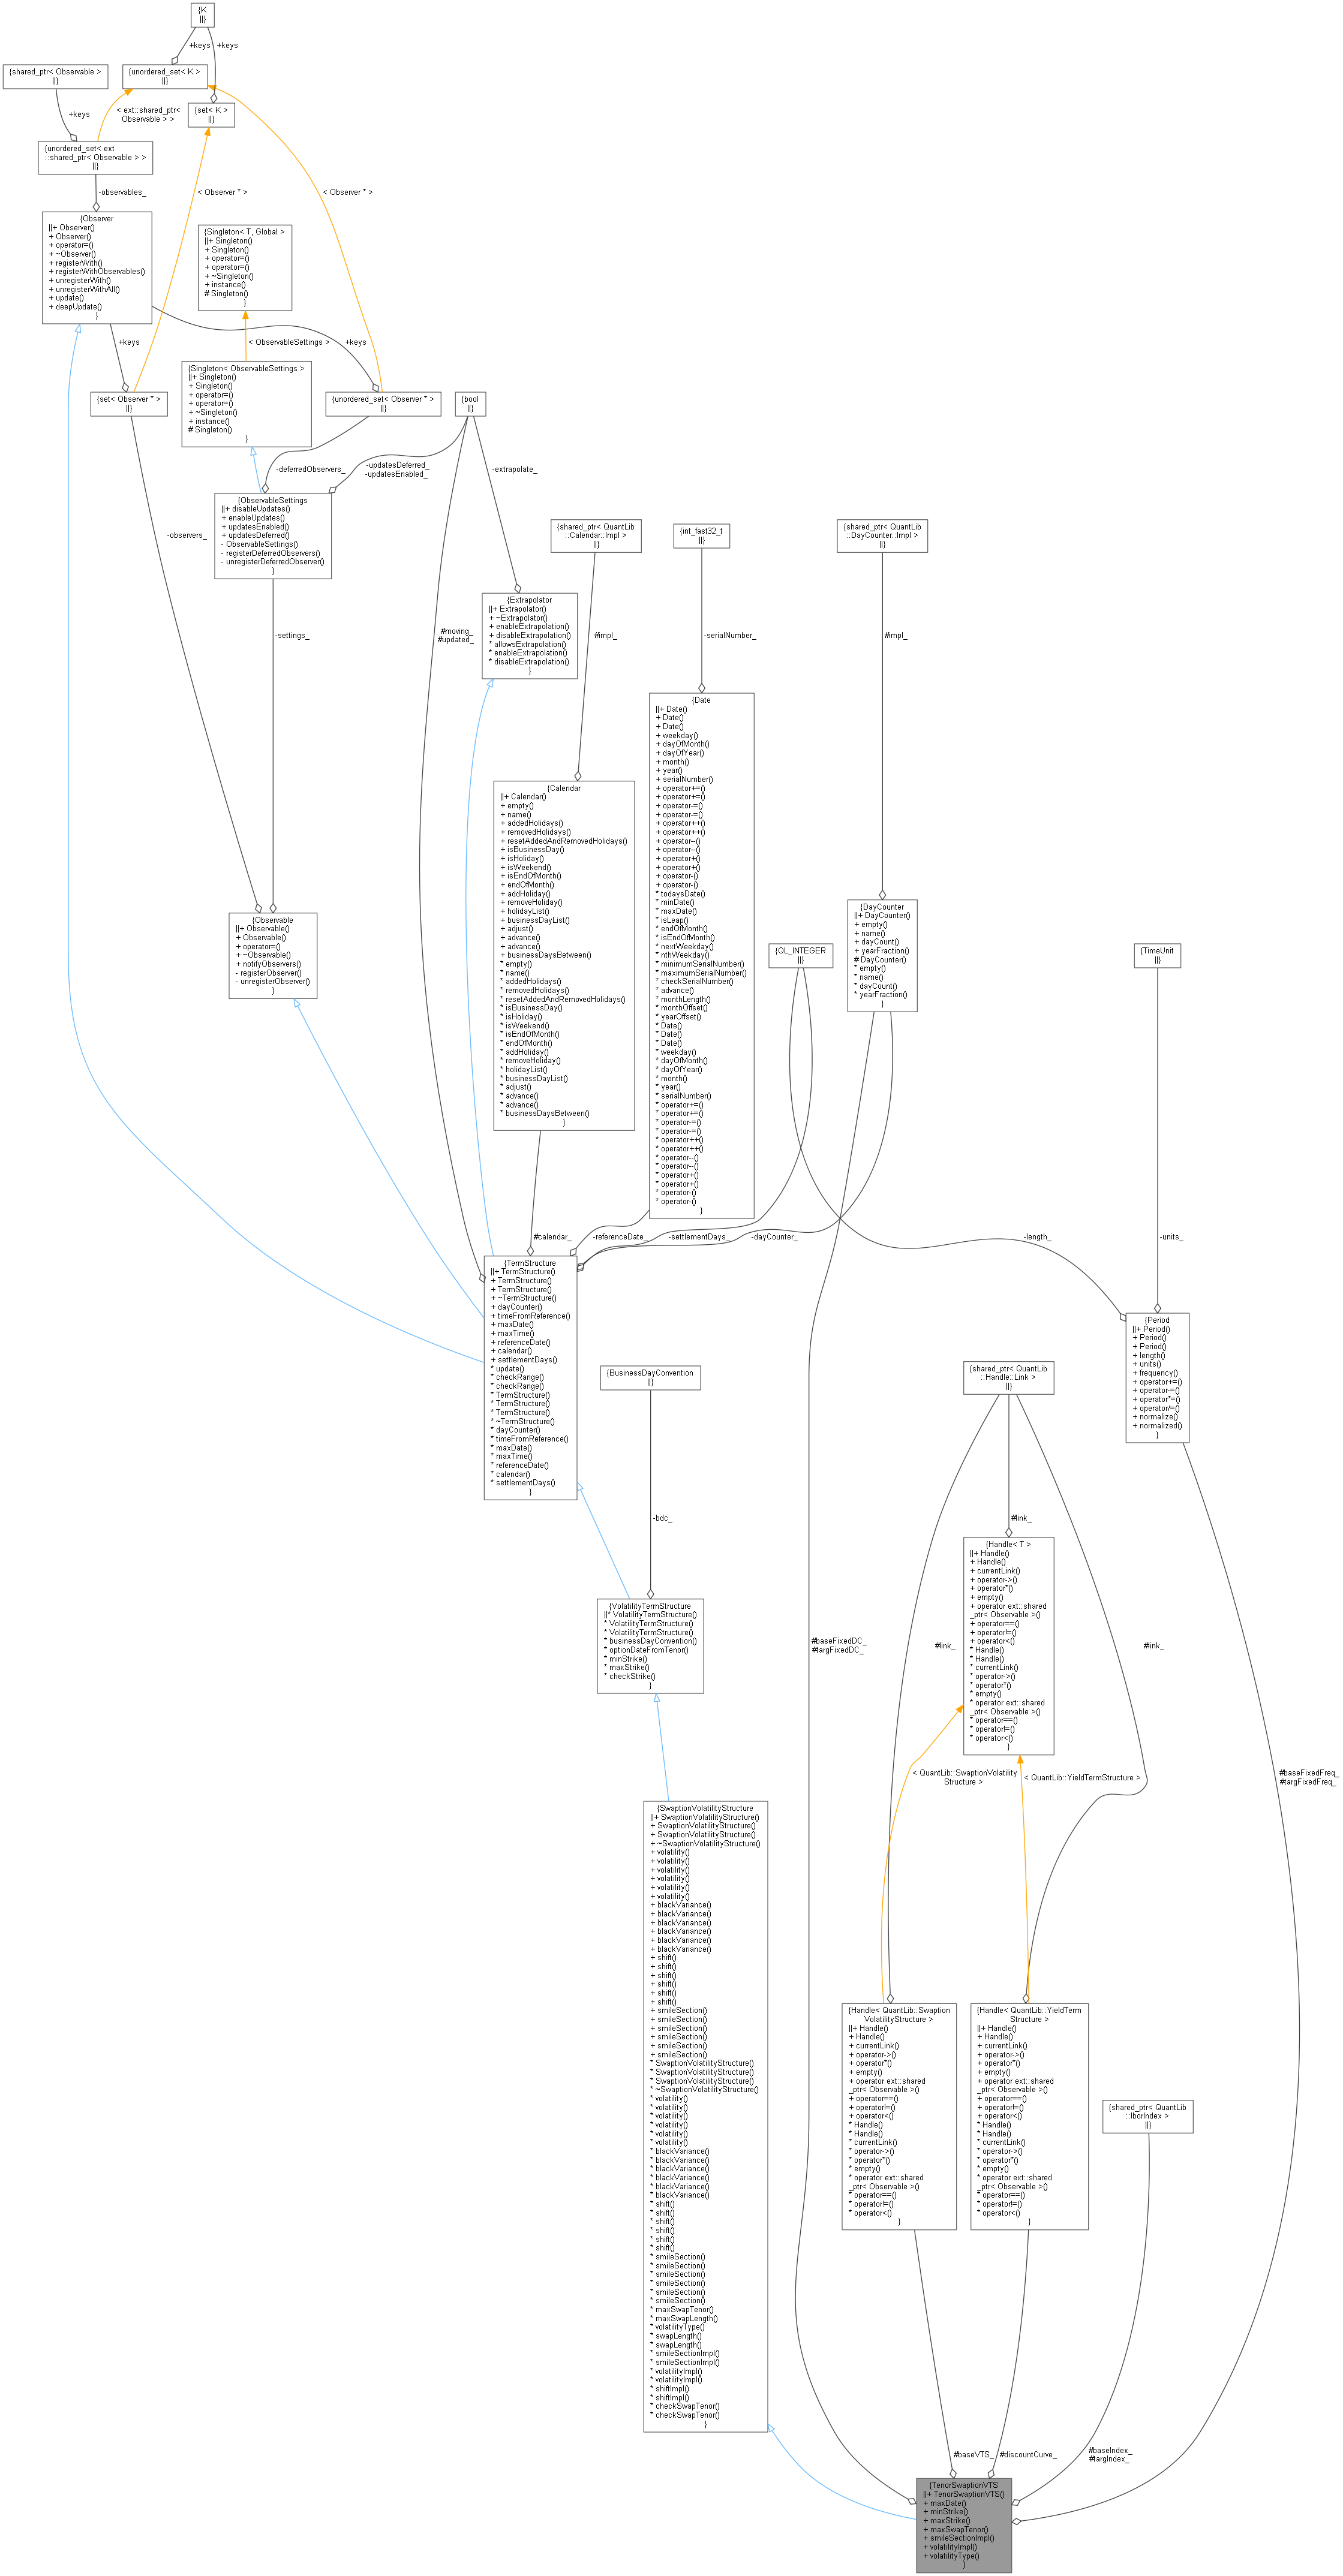 {K
||}
+keys
+keys
{shared_ptr< Observable >
||}
{unordered_set< K >
||}
{set< K >
||}
+keys
< ext::shared_ptr<
Observable > >
{unordered_set< ext
::shared_ptr< Observable > >
||}
-observables_
< Observer * >
< Observer * >
{Observer
||+ Observer()
+ Observer()
+ operator=()
+ ~Observer()
+ registerWith()
+ registerWithObservables()
+ unregisterWith()
+ unregisterWithAll()
+ update()
+ deepUpdate()
}
{Singleton< T, Global >
||+ Singleton()
+ Singleton()
+ operator=()
+ operator=()
+ ~Singleton()
+ instance()
# Singleton()
}
+keys
< ObservableSettings >
+keys
{set< Observer * >
||}
{Singleton< ObservableSettings >
||+ Singleton()
+ Singleton()
+ operator=()
+ operator=()
+ ~Singleton()
+ instance()
# Singleton()
}
{unordered_set< Observer * >
||}
{bool
||}
-deferredObservers_
-updatesDeferred_
-updatesEnabled_
-extrapolate_
-observers_
{ObservableSettings
||+ disableUpdates()
+ enableUpdates()
+ updatesEnabled()
+ updatesDeferred()
- ObservableSettings()
- registerDeferredObservers()
- unregisterDeferredObserver()
}
{shared_ptr< QuantLib
::Calendar::Impl >
||}
{int_fast32_t
||}
{shared_ptr< QuantLib
::DayCounter::Impl >
||}
-settings_
#moving_
#updated_
{Extrapolator
||+ Extrapolator()
+ ~Extrapolator()
+ enableExtrapolation()
+ disableExtrapolation()
* allowsExtrapolation()
* enableExtrapolation()
* disableExtrapolation()
}
#impl_
-serialNumber_
#impl_
{Date
||+ Date()
+ Date()
+ Date()
+ weekday()
+ dayOfMonth()
+ dayOfYear()
+ month()
+ year()
+ serialNumber()
+ operator+=()
+ operator+=()
+ operator-=()
+ operator-=()
+ operator++()
+ operator++()
+ operator--()
+ operator--()
+ operator+()
+ operator+()
+ operator-()
+ operator-()
* todaysDate()
* minDate()
* maxDate()
* isLeap()
* endOfMonth()
* isEndOfMonth()
* nextWeekday()
* nthWeekday()
* minimumSerialNumber()
* maximumSerialNumber()
* checkSerialNumber()
* advance()
* monthLength()
* monthOffset()
* yearOffset()
* Date()
* Date()
* Date()
* weekday()
* dayOfMonth()
* dayOfYear()
* month()
* year()
* serialNumber()
* operator+=()
* operator+=()
* operator-=()
* operator-=()
* operator++()
* operator++()
* operator--()
* operator--()
* operator+()
* operator+()
* operator-()
* operator-()
}
{Calendar
||+ Calendar()
+ empty()
+ name()
+ addedHolidays()
+ removedHolidays()
+ resetAddedAndRemovedHolidays()
+ isBusinessDay()
+ isHoliday()
+ isWeekend()
+ isEndOfMonth()
+ endOfMonth()
+ addHoliday()
+ removeHoliday()
+ holidayList()
+ businessDayList()
+ adjust()
+ advance()
+ advance()
+ businessDaysBetween()
* empty()
* name()
* addedHolidays()
* removedHolidays()
* resetAddedAndRemovedHolidays()
* isBusinessDay()
* isHoliday()
* isWeekend()
* isEndOfMonth()
* endOfMonth()
* addHoliday()
* removeHoliday()
* holidayList()
* businessDayList()
* adjust()
* advance()
* advance()
* businessDaysBetween()
}
{DayCounter
||+ DayCounter()
+ empty()
+ name()
+ dayCount()
+ yearFraction()
# DayCounter()
* empty()
* name()
* dayCount()
* yearFraction()
}
{Observable
||+ Observable()
+ Observable()
+ operator=()
+ ~Observable()
+ notifyObservers()
- registerObserver()
- unregisterObserver()
}
{QL_INTEGER
||}
{TimeUnit
||}
#calendar_
-referenceDate_
-settlementDays_
-dayCounter_
-length_
-units_
{TermStructure
||+ TermStructure()
+ TermStructure()
+ TermStructure()
+ ~TermStructure()
+ dayCounter()
+ timeFromReference()
+ maxDate()
+ maxTime()
+ referenceDate()
+ calendar()
+ settlementDays()
* update()
* checkRange()
* checkRange()
* TermStructure()
* TermStructure()
* TermStructure()
* ~TermStructure()
* dayCounter()
* timeFromReference()
* maxDate()
* maxTime()
* referenceDate()
* calendar()
* settlementDays()
}
{Period
||+ Period()
+ Period()
+ Period()
+ length()
+ units()
+ frequency()
+ operator+=()
+ operator-=()
+ operator*=()
+ operator/=()
+ normalize()
+ normalized()
}
{BusinessDayConvention
||}
{shared_ptr< QuantLib
::Handle::Link >
||}
-bdc_
#link_
{Handle< T >
||+ Handle()
+ Handle()
+ currentLink()
+ operator->()
+ operator*()
+ empty()
+ operator ext::shared
_ptr< Observable >()
+ operator==()
+ operator!=()
+ operator<()
* Handle()
* Handle()
* currentLink()
* operator->()
* operator*()
* empty()
* operator ext::shared
_ptr< Observable >()
* operator==()
* operator!=()
* operator<()
}
{VolatilityTermStructure
||* VolatilityTermStructure()
* VolatilityTermStructure()
* VolatilityTermStructure()
* businessDayConvention()
* optionDateFromTenor()
* minStrike()
* maxStrike()
* checkStrike()
}
#baseFixedDC_
#targFixedDC_
#link_
#link_
< QuantLib::SwaptionVolatility
Structure >
< QuantLib::YieldTermStructure >
#baseFixedFreq_
#targFixedFreq_
{SwaptionVolatilityStructure
||+ SwaptionVolatilityStructure()
+ SwaptionVolatilityStructure()
+ SwaptionVolatilityStructure()
+ ~SwaptionVolatilityStructure()
+ volatility()
+ volatility()
+ volatility()
+ volatility()
+ volatility()
+ volatility()
+ blackVariance()
+ blackVariance()
+ blackVariance()
+ blackVariance()
+ blackVariance()
+ blackVariance()
+ shift()
+ shift()
+ shift()
+ shift()
+ shift()
+ shift()
+ smileSection()
+ smileSection()
+ smileSection()
+ smileSection()
+ smileSection()
+ smileSection()
* SwaptionVolatilityStructure()
* SwaptionVolatilityStructure()
* SwaptionVolatilityStructure()
* ~SwaptionVolatilityStructure()
* volatility()
* volatility()
* volatility()
* volatility()
* volatility()
* volatility()
* blackVariance()
* blackVariance()
* blackVariance()
* blackVariance()
* blackVariance()
* blackVariance()
* shift()
* shift()
* shift()
* shift()
* shift()
* shift()
* smileSection()
* smileSection()
* smileSection()
* smileSection()
* smileSection()
* smileSection()
* maxSwapTenor()
* maxSwapLength()
* volatilityType()
* swapLength()
* swapLength()
* smileSectionImpl()
* smileSectionImpl()
* volatilityImpl()
* volatilityImpl()
* shiftImpl()
* shiftImpl()
* checkSwapTenor()
* checkSwapTenor()
}
{Handle< QuantLib::Swaption
VolatilityStructure >
||+ Handle()
+ Handle()
+ currentLink()
+ operator->()
+ operator*()
+ empty()
+ operator ext::shared
_ptr< Observable >()
+ operator==()
+ operator!=()
+ operator<()
* Handle()
* Handle()
* currentLink()
* operator->()
* operator*()
* empty()
* operator ext::shared
_ptr< Observable >()
* operator==()
* operator!=()
* operator<()
}
{Handle< QuantLib::YieldTerm
Structure >
||+ Handle()
+ Handle()
+ currentLink()
+ operator->()
+ operator*()
+ empty()
+ operator ext::shared
_ptr< Observable >()
+ operator==()
+ operator!=()
+ operator<()
* Handle()
* Handle()
* currentLink()
* operator->()
* operator*()
* empty()
* operator ext::shared
_ptr< Observable >()
* operator==()
* operator!=()
* operator<()
}
{shared_ptr< QuantLib
::IborIndex >
||}
#baseVTS_
#discountCurve_
#baseIndex_
#targIndex_
{TenorSwaptionVTS
||+ TenorSwaptionVTS()
+ maxDate()
+ minStrike()
+ maxStrike()
+ maxSwapTenor()
+ smileSectionImpl()
+ volatilityImpl()
+ volatilityType()
}